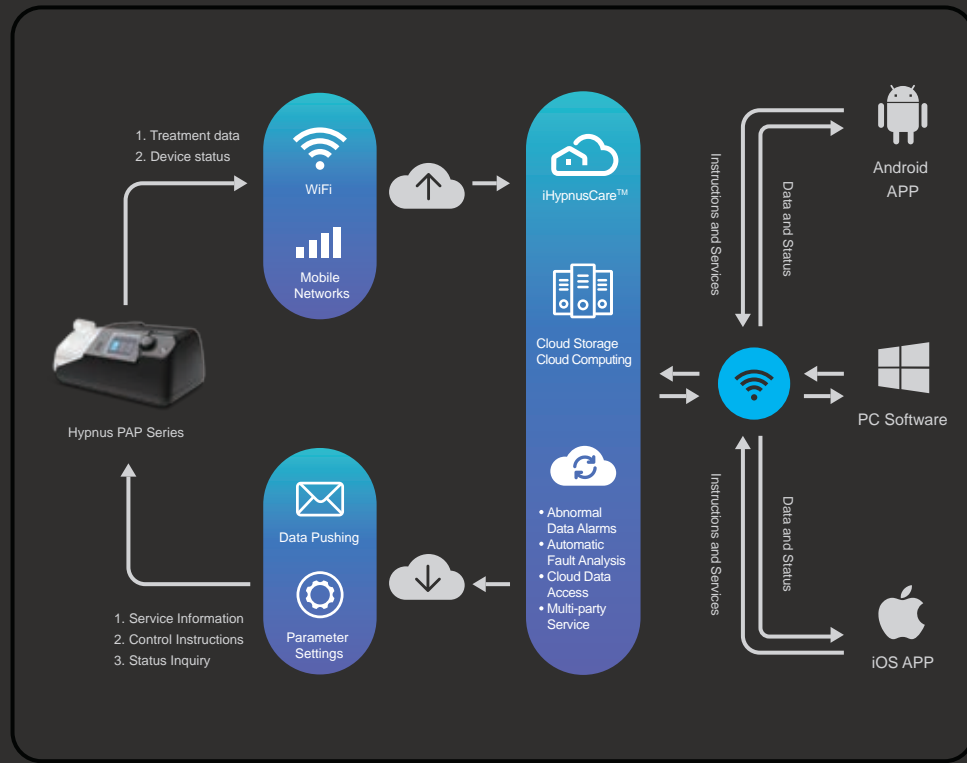 1. Treatment data
2. Device status
WiFi
Mobile
Networks
Hypnus PAP Series
Data Pushing
Parameter
Settings
1. Service Information
2. Control Instructions
3. Status Inquiry
iHypnusCare™
Cloud Storage
Cloud Computing
• Abnormal
Data Alarms
• Automatic
Fault Analysis
• Cloud Data
Access
• Multi-party
Service
Instructions and Services
Data and Status
Android
APP
PC Software
Instructions and Services
Data and Status
iOS APP